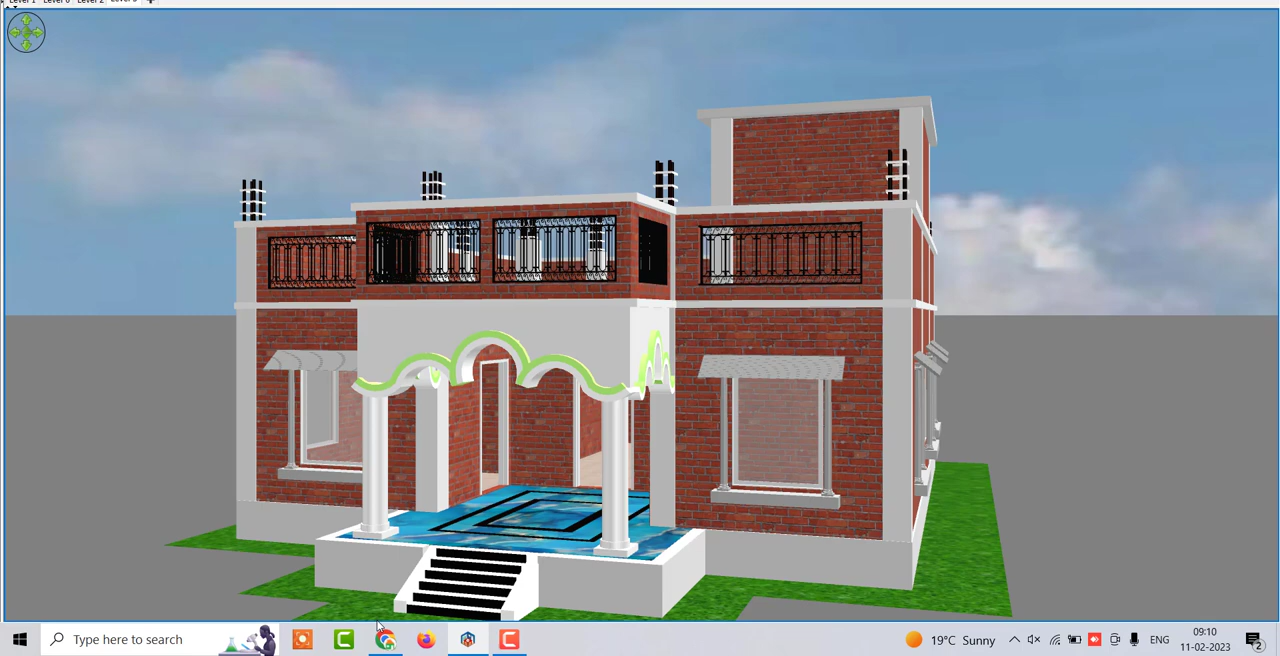 Level 1 Level 0 Level 2
Type here to search
19°C Sunny
ENG
09:10
11-02-2023
2